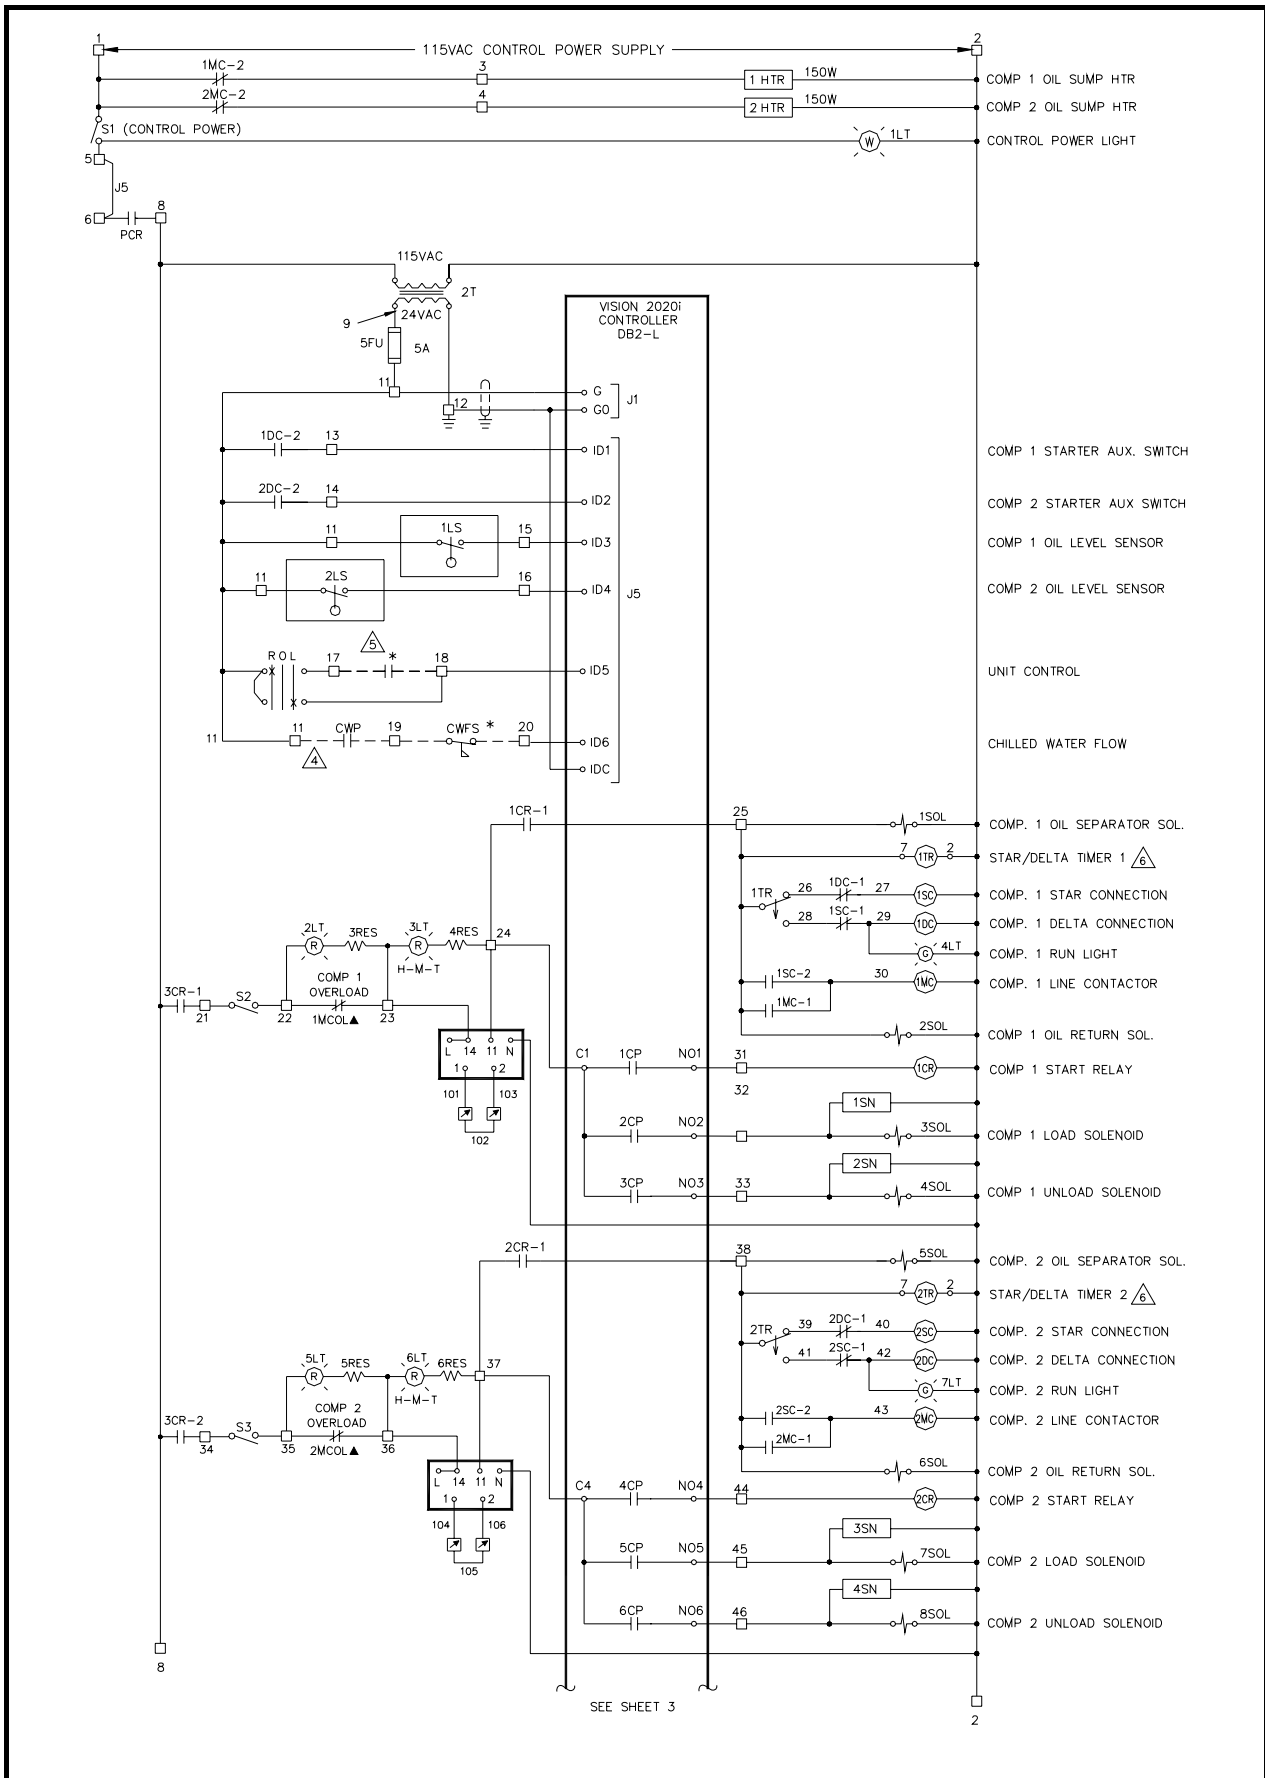 1
115VAC CONTROL POWER SUPPLY
2
1MC-2
3
1 HTR
150W
COMP 1 OIL SUMP HTR
2MC-2
4
2 HTR
150W
COMP 2 OIL SUMP HTR
S1 (CONTROL POWER)
W
1LT
CONTROL POWER LIGHT
5
J5
6
8
PCR
115VAC
2T
9
24VAC
VISION 2020i
CONTROLLER
DB2-L
5FU
5A
11
G
12
G0
J1
1DC-2
13
ID1
COMP 1 STARTER AUX. SWITCH
2DC-2
14
ID2
COMP 2 STARTER AUX SWITCH
11
1LS
15
ID3
COMP 1 OIL LEVEL SENSOR
11
2LS
16
ID4
J5
COMP 2 OIL LEVEL SENSOR
5
R O L
17
*
18
ID5
UNIT CONTROL
11
11
CWP
19
CWFS *
20
ID6
CHILLED WATER FLOW
4
IDC
1CR-1
25
1SOL
COMP. 1 OIL SEPARATOR SOL.
7
1TR
2
STAR/DELTA TIMER 1
6
1TR
26
1DC-1
27
1SC
COMP. 1 STAR CONNECTION
28
1SC-1
29
1DC
COMP. 1 DELTA CONNECTION
2LT
R
3RES
3LT
R
4RES
24
H-M-T
G
4LT
COMP. 1 RUN LIGHT
COMP 1
OVERLOAD
1SC-2
30
1MC
COMP. 1 LINE CONTACTOR
3CR-1
21
S2
22
1MCOL▲
23
1MC-1
2SOL
COMP 1 OIL RETURN SOL.
L 14 11 N
1 2
C1
1CP
NO1
31
1CR
COMP 1 START RELAY
101
103
102
32
1SN
2CP
NO2
3SOL
COMP 1 LOAD SOLENOID
2SN
3CP
NO3
33
4SOL
COMP 1 UNLOAD SOLENOID
2CR-1
38
5SOL
COMP. 2 OIL SEPARATOR SOL.
7
2TR
2
STAR/DELTA TIMER 2
6
2TR
39
2DC-1
40
2SC
COMP. 2 STAR CONNECTION
41
2SC-1
42
2DC
COMP. 2 DELTA CONNECTION
5LT
R
5RES
6LT
R
6RES
37
H-M-T
G
7LT
COMP. 2 RUN LIGHT
COMP 2
OVERLOAD
2SC-2
43
2MC
COMP. 2 LINE CONTACTOR
3CR-2
34
S3
35
2MCOL▲
36
2MC-1
6SOL
COMP 2 OIL RETURN SOL.
L 14 11 N
1 2
C4
4CP
NO4
44
2CR
COMP 2 START RELAY
104
106
105
3SN
5CP
NO5
45
7SOL
COMP 2 LOAD SOLENOID
4SN
6CP
NO6
46
8SOL
COMP 2 UNLOAD SOLENOID
8
SEE SHEET 3
2